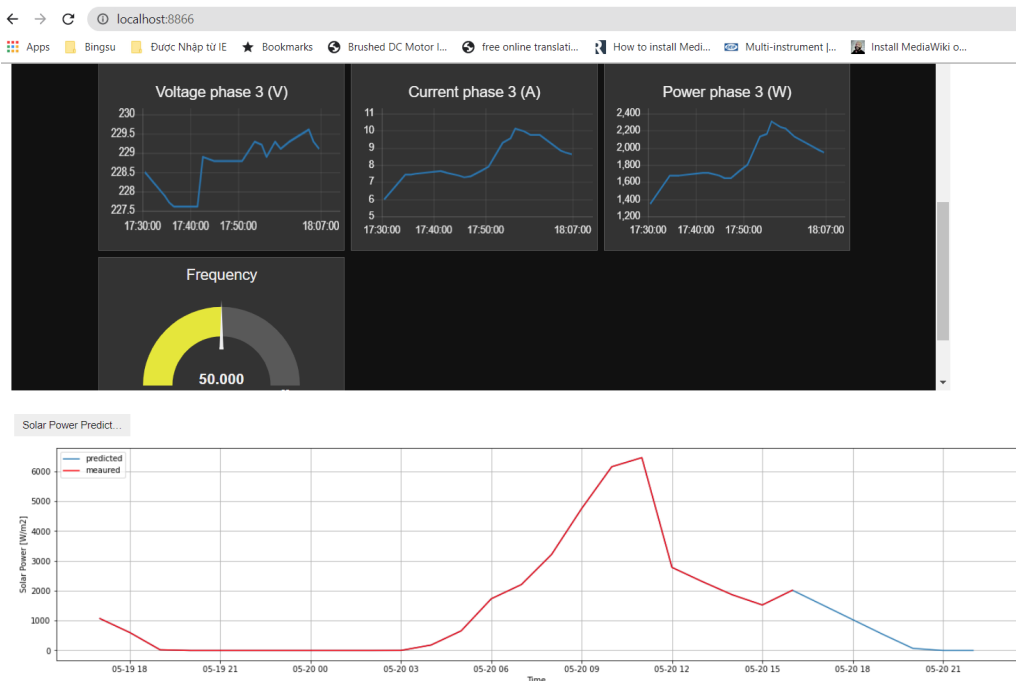 localhost:8866
Apps Bingsu Được Nhập từ IE Bookmarks Brushed DC Motor I... free online translati... How to install Medi... Multi-instrument |... Install MediaWiki o...
Voltage phase 3 (V)
230
229.5
229
228.5
228
227.5
17:30:00 17:40:00 17:50:00 18:07:00
Current phase 3 (A)
11
10
9
8
7
6
5
17:30:00 17:40:00 17:50:00 18:07:00
Power phase 3 (W)
2,400
2,200
2,000
1,800
1,600
1,400
1,200
17:30:00 17:40:00 17:50:00 18:07:00
Frequency
50.000
Solar Power Predict...
predicted
meaured
Solar Power [W/m2]
6000
5000
4000
3000
2000
1000
0
05-19 18 05-19 21 05-20 00 05-20 03 05-20 06 05-20 09 05-20 12 05-20 15 05-20 18 05-20 21
Time